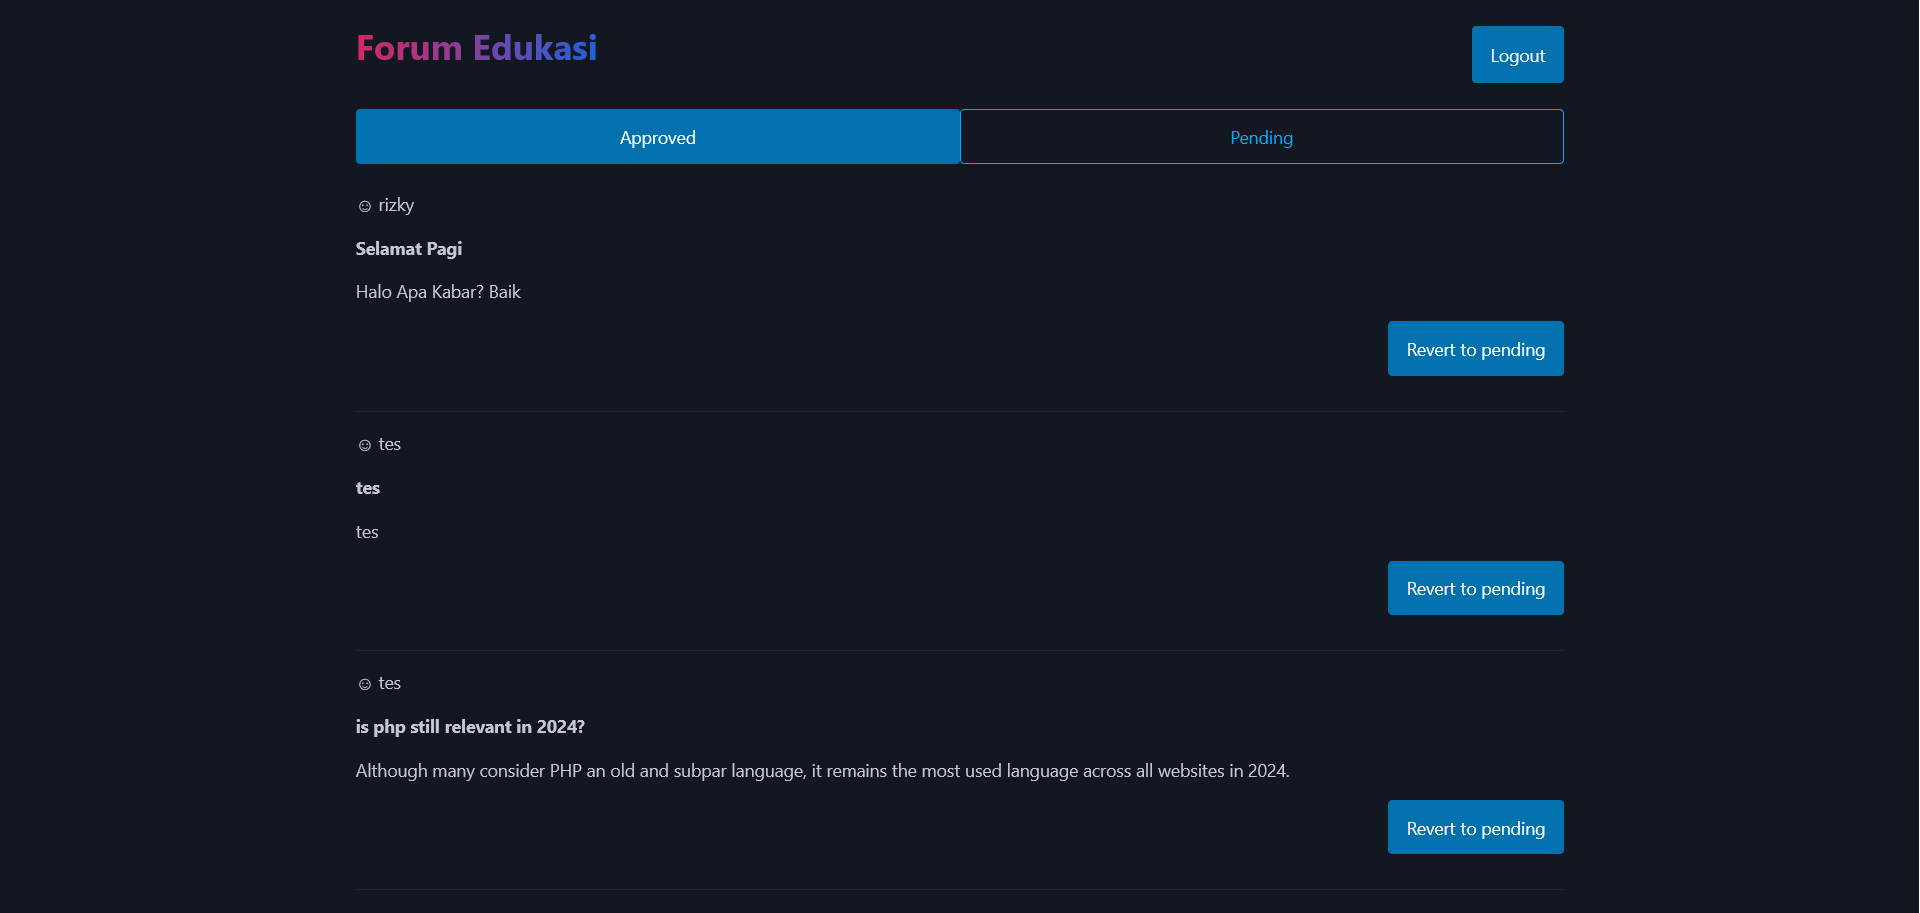 Forum Edukasi
Logout
Approved
Pending
☺ rizky
Selamat Pagi
Halo Apa Kabar? Baik
Revert to pending
☺ tes
tes
tes
Revert to pending
☺ tes
is php still relevant in 2024?
Although many consider PHP an old and subpar language, it remains the most used language across all websites in 2024.
Revert to pending